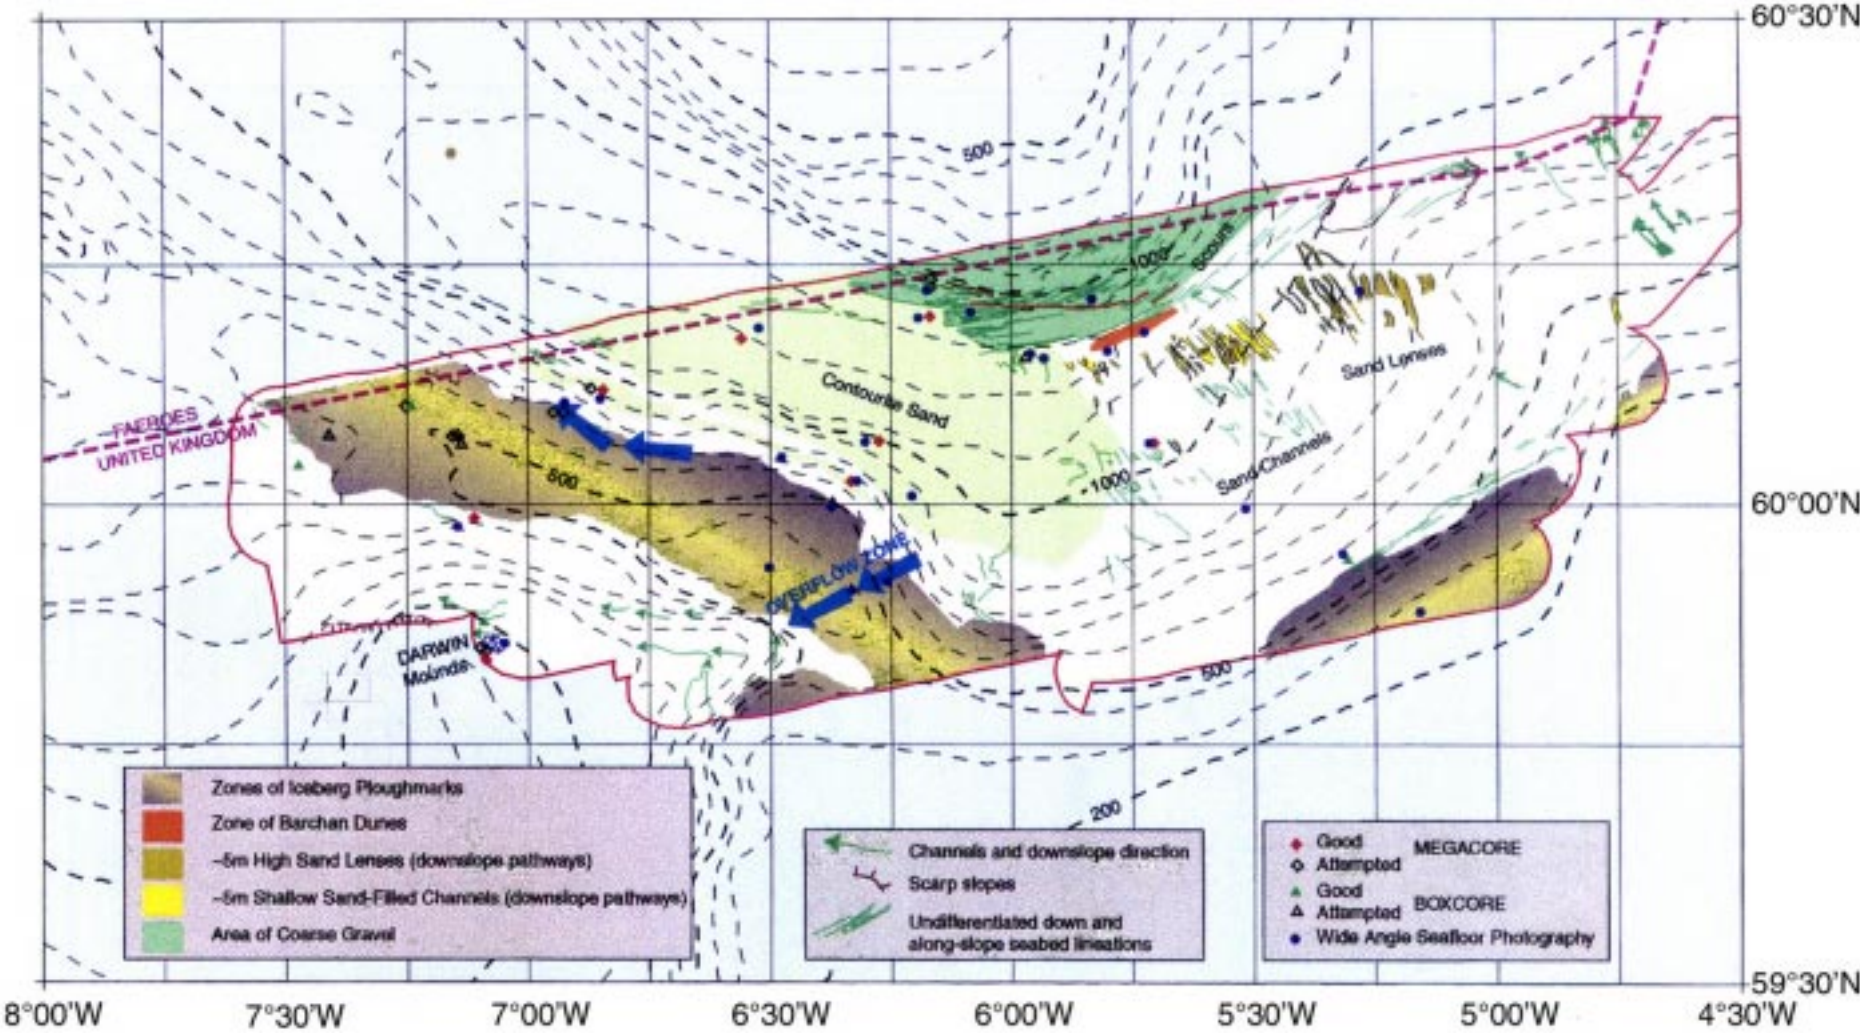 60°30'N
500
1000
Scours
Contourite Sand
Sand Lenses
FAEROES
UNITED KINGDOM
500
1000
Sand Channels
60°00'N
OVERFLOW ZONE
DARWIN
Mounds
500
200
Zones of Iceberg Ploughmarks
Zone of Barchan Dunes
~5m High Sand Lenses (downslope pathways)
~5m Shallow Sand-Filled Channels (downslope pathways)
Area of Coarse Gravel
Channels and downslope direction
Scarp slopes
Undifferentiated down and
along-slope seabed lineations
Good
Attempted
MEGACORE
Good
Attempted
BOXCORE
Wide Angle Seafloor Photography
59°30'N
8°00'W 7°30'W 7°00'W 6°30'W 6°00'W 5°30'W 5°00'W 4°30'W